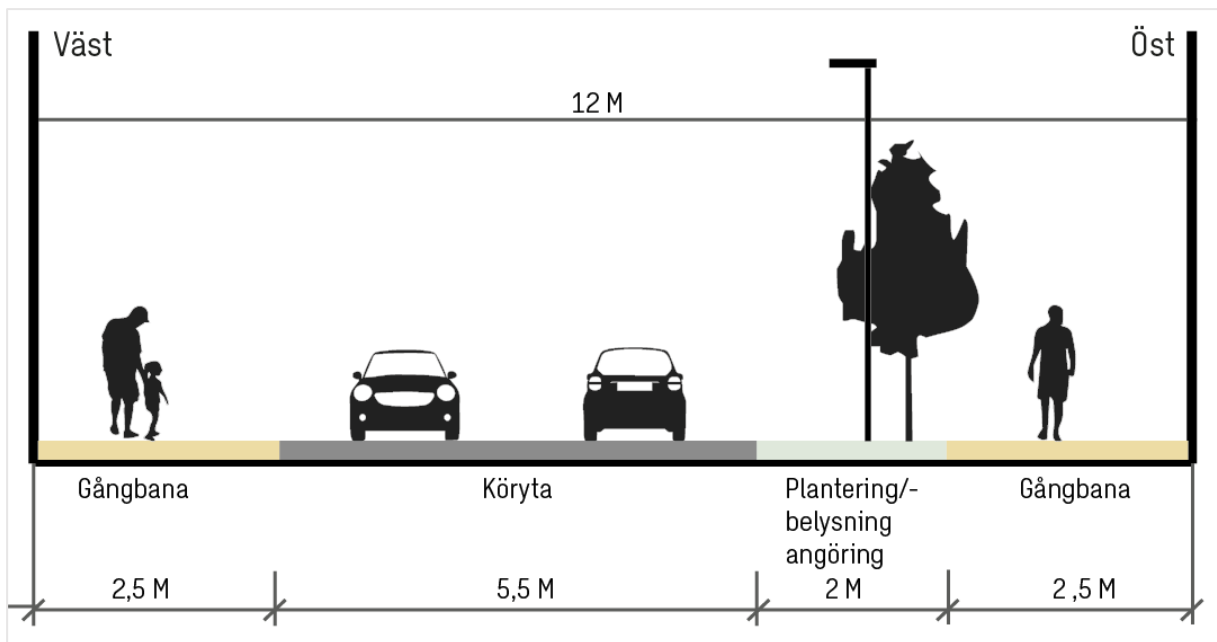 Väst
Öst
12 M
Gångbana
Köryta
Plantering/-
belysning
angöring
Gångbana
2,5 M
5,5 M
2 M
2 ,5 M